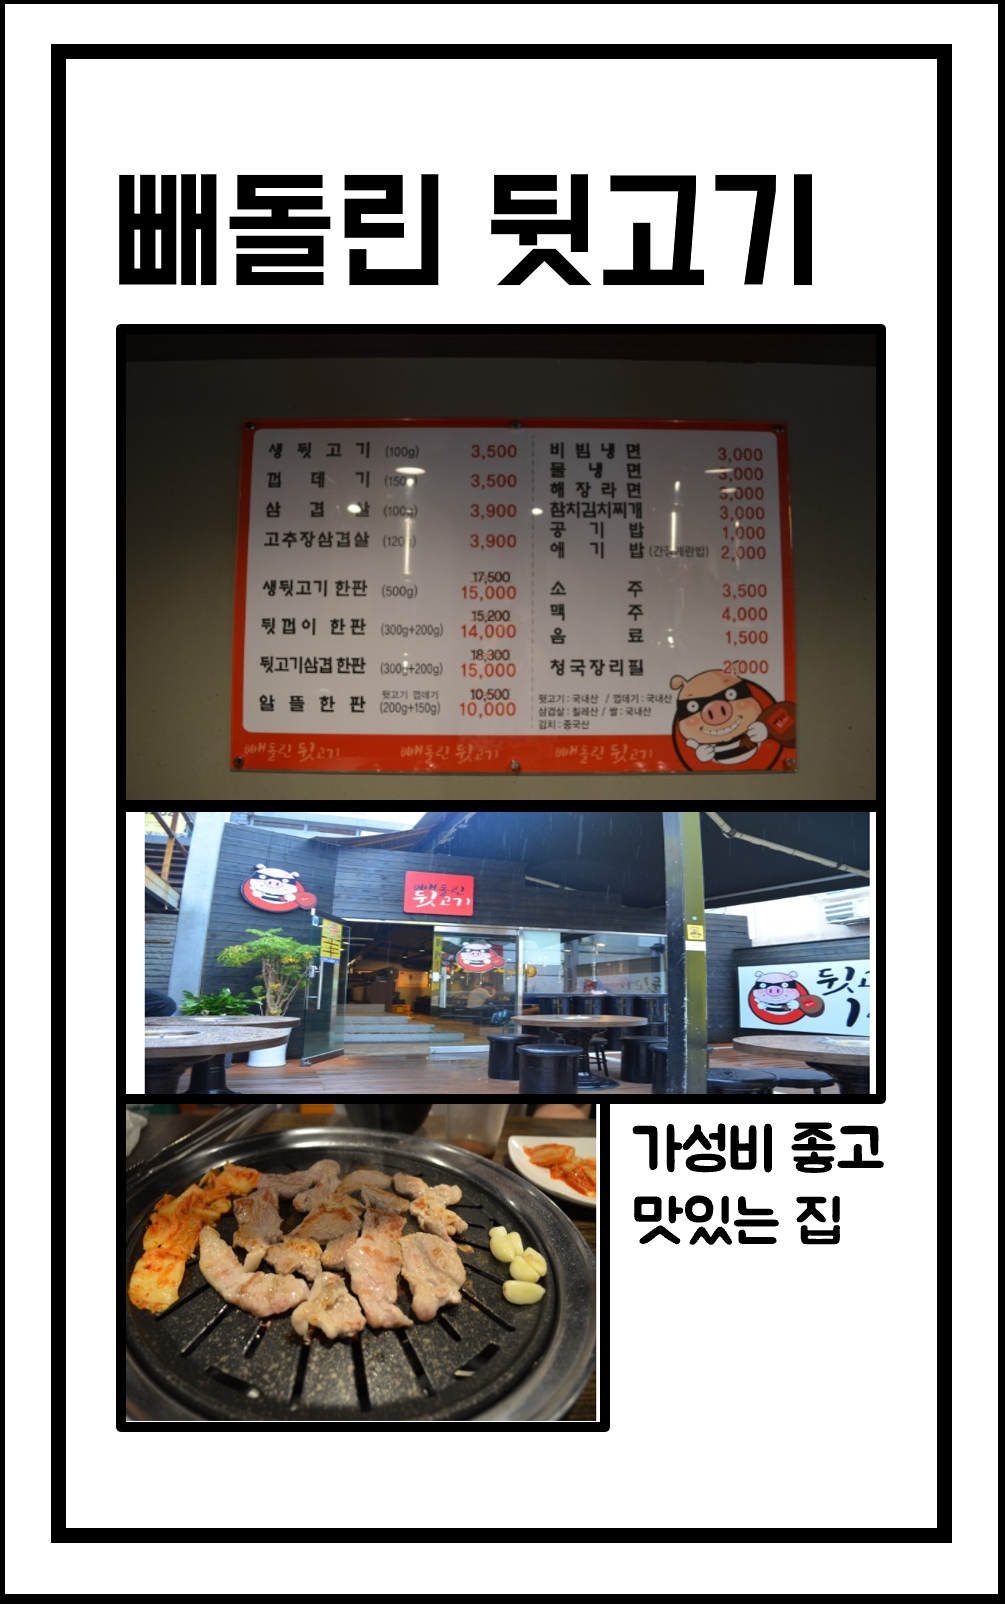 빼돌린 뒷고기
생 뒷 고 기 (100g) 3,500
껍 데 기 3,500
삼 겹 살 3,900
고추장삼겹살 3,900
생뒷고기 한판 (500g) 17,500 15,000
뒷껍이 한판 (300g+200g) 15,200 14,000
뒷고기삼겹 한판 (300g+200g) 18,300 15,000
알 뜰 한 판 뒷고기 껍데기 (200g+150g) 10,500 10,000
비 빔 냉 면 3,000
물 냉 면 3,000
해 장 라 면 3,000
참치김치찌개 3,000
공 기 밥 1,000
애 기 밥 2,000
소 주 3,500
맥 주 4,000
음 료 1,500
청국장리필 2,000
뒷고기 : 국내산 / 껍데기 : 국내산
삼겹살 : 칠레산 / 쌀 : 국내산
김치 : 중국산
빼돌린 뒷고기 빼돌린 뒷고기 빼돌린 뒷고기
빼돌린
뒷고기
가성비 좋고
맛있는 집